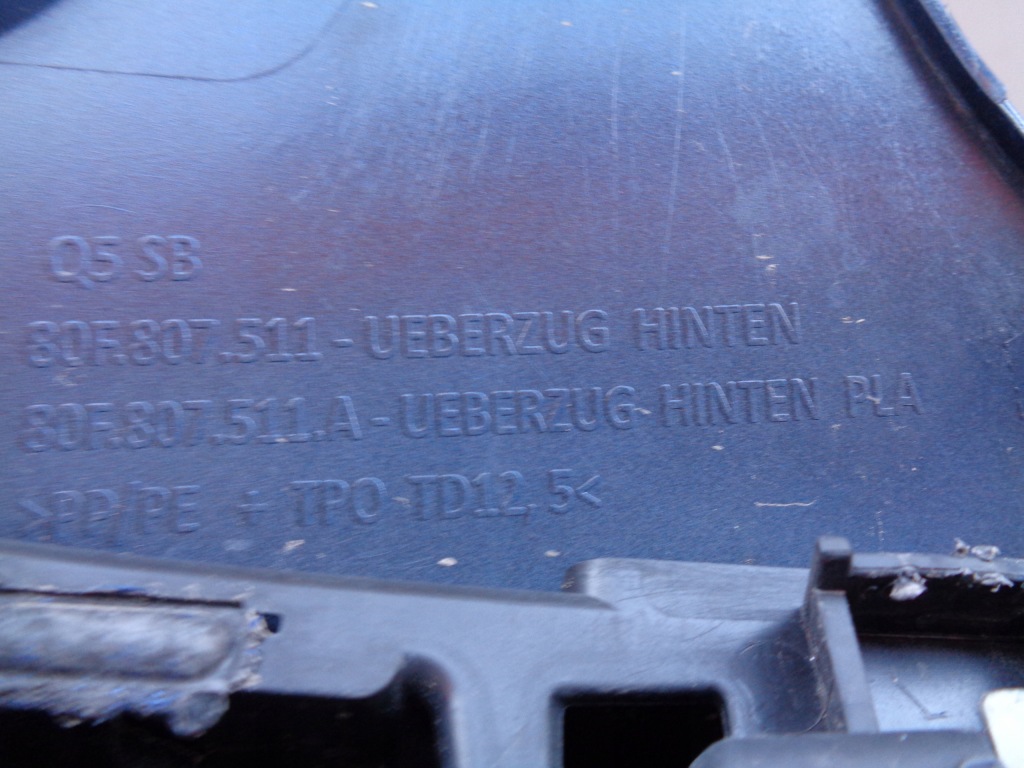 Q5 SB
80F.807.511 - UEBERZUG HINTEN
80F.807.511.A - UEBERZUG HINTEN PLA
>PP/PE + TPO TD12,5<